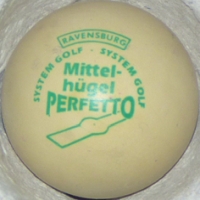 RAVENSBURG
SYSTEM GOLF · SYSTEM GOLF
Mittel-
hügel
PERFETTO